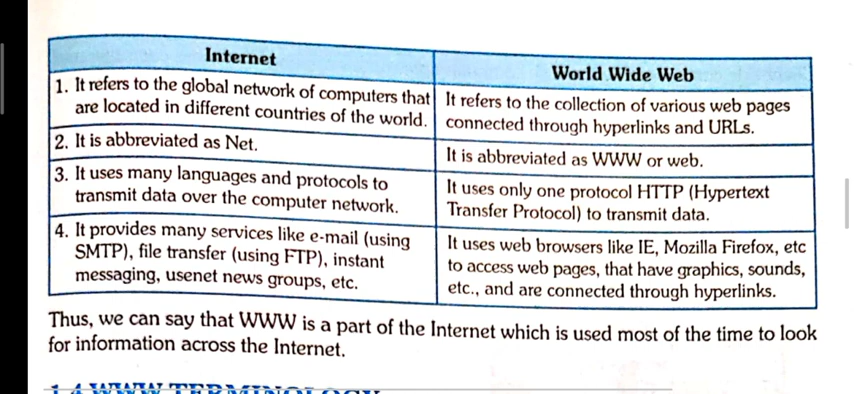 Internet
World Wide Web
1. It refers to the global network of computers that
are located in different countries of the world.
It refers to the collection of various web pages
connected through hyperlinks and URLs.
2. It is abbreviated as Net.
It is abbreviated as WWW or web.
3. It uses many languages and protocols to
transmit data over the computer network.
It uses only one protocol HTTP (Hypertext
Transfer Protocol) to transmit data.
4. It provides many services like e-mail (using
SMTP), file transfer (using FTP), instant
messaging, usenet news groups, etc.
It uses web browsers like IE, Mozilla Firefox, etc
to access web pages, that have graphics, sounds,
etc., and are connected through hyperlinks.
Thus, we can say that WWW is a part of the Internet which is used most of the time to look
for information across the Internet.
1.4 WWW TERMINOLOGY